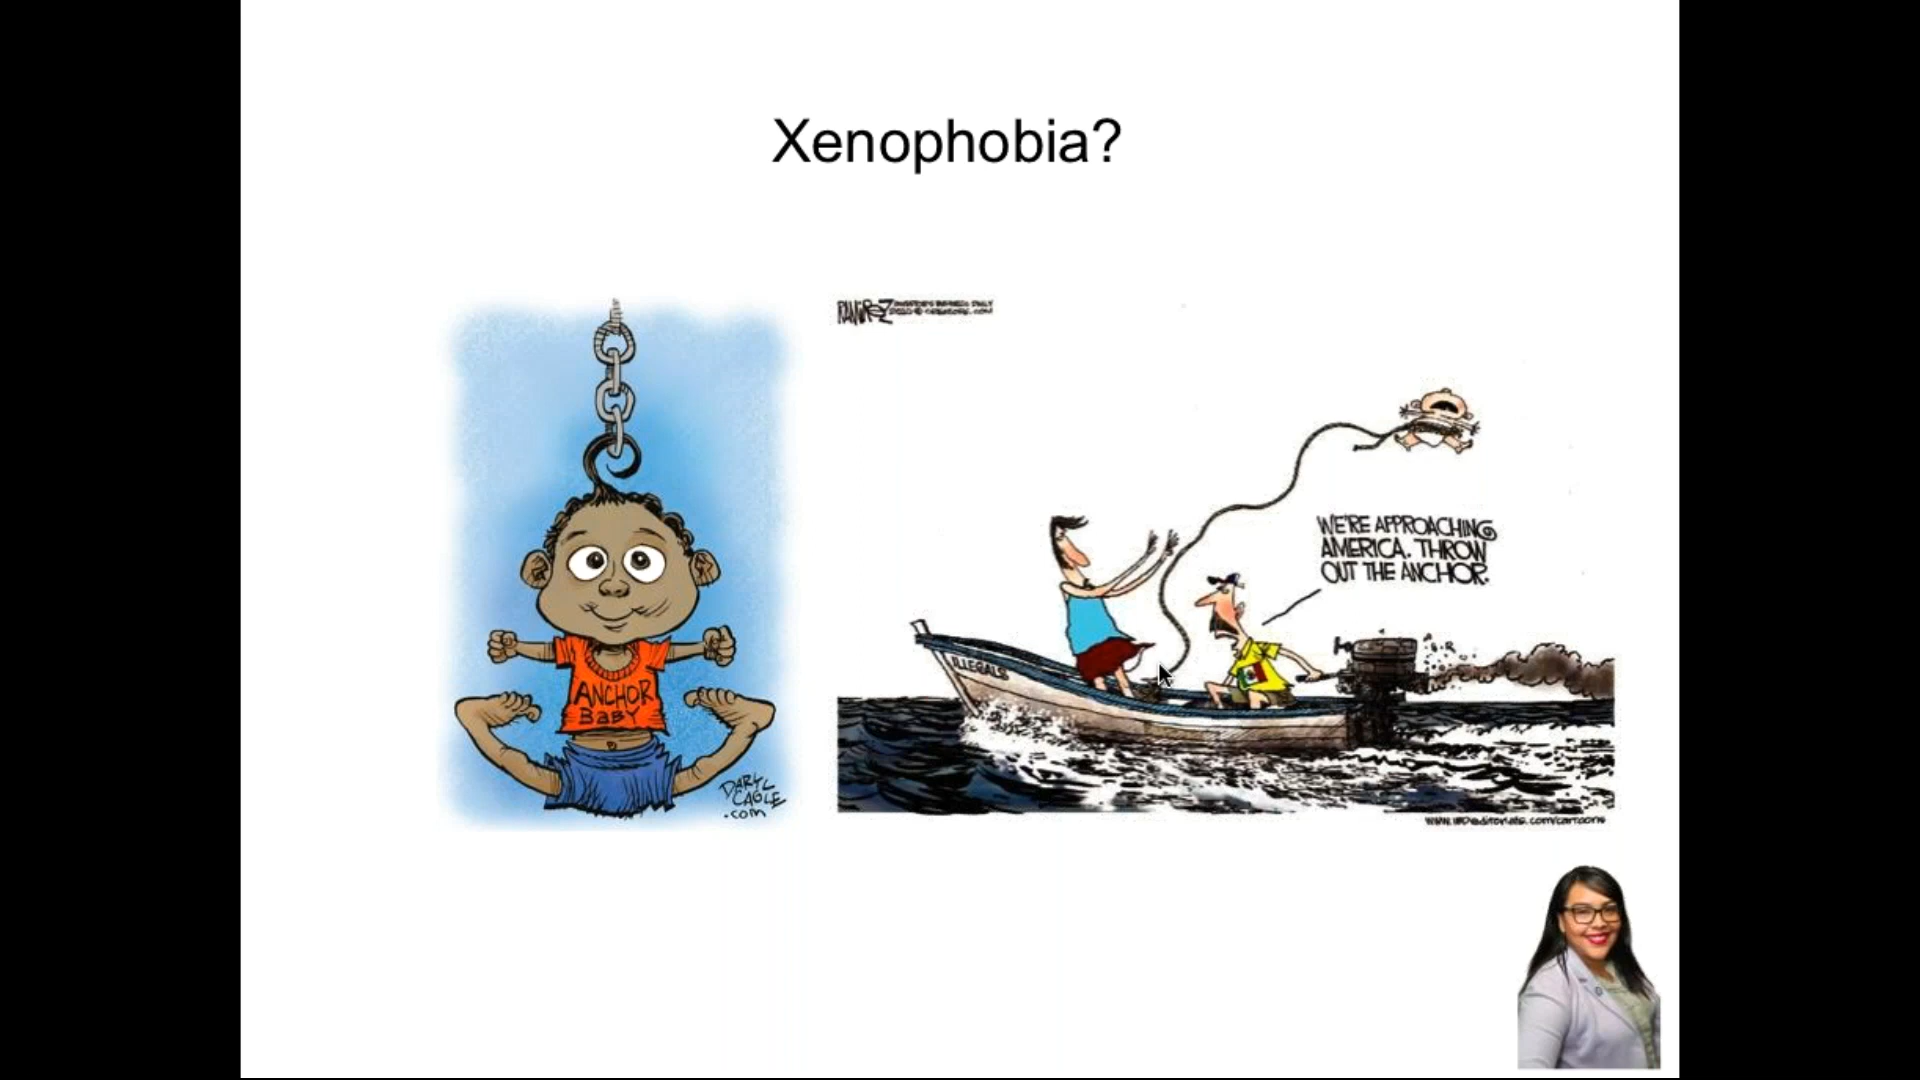 Xenophobia?
RAMIREZ
WE'RE APPROACHING
AMERICA. THROW
OUT THE ANCHOR.
ILLEGALS
ANCHOR
BABY
DARYL
CAGLE
.com
www.IBDeditorials.com/cartoons